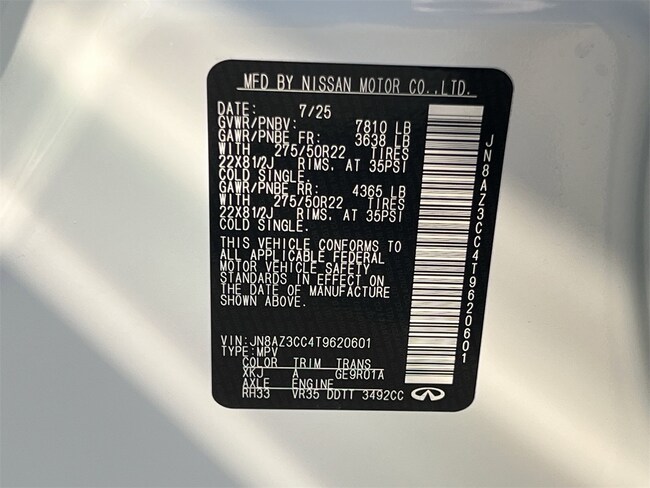 MFD BY NISSAN MOTOR CO.,LTD.
DATE: 7/25
GVWR/PNBV: 7810 LB
GAWR/PNBE FR: 3638 LB
WITH 275/50R22 TIRES
22X81/2J RIMS, AT 35PSI
COLD SINGLE.
GAWR/PNBE RR: 4365 LB
WITH 275/50R22 TIRES
22X81/2J RIMS, AT 35PSI
COLD SINGLE.
THIS VEHICLE CONFORMS TO
ALL APPLICABLE FEDERAL
MOTOR VEHICLE SAFETY
STANDARDS IN EFFECT ON
THE DATE OF MANUFACTURE
SHOWN ABOVE.
VIN:JN8AZ3CC4T9620601
TYPE:MPV
COLOR TRIM TRANS
XKJ A GE9R01A
AXLE ENGINE
RH33 VR35 DDTT 3492CC
JN8AZ3CC4T9620601